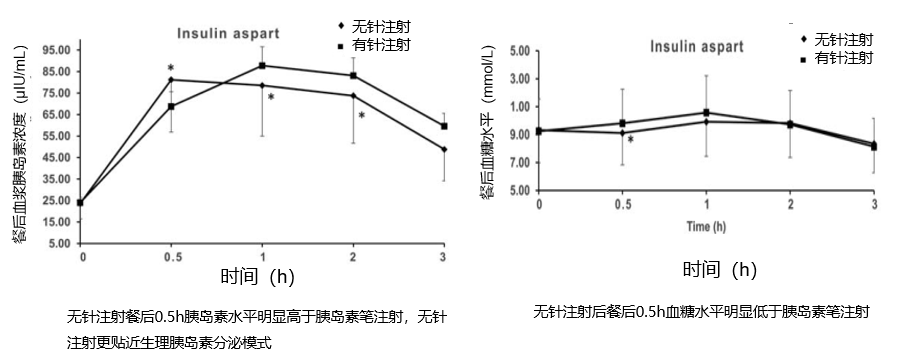 Insulin aspart
无针注射
有针注射
餐后血浆胰岛素浓度（μIU/mL）
95.00
85.00
75.00
65.00
55.00
45.00
35.00
25.00
15.00
5.00
*
*
*
0
0.5
1
2
3
时间（h）
无针注射餐后0.5h胰岛素水平明显高于胰岛素笔注射，无针
注射更贴近生理胰岛素分泌模式
Insulin aspart
无针注射
有针注射
餐后血糖水平（mmol/L）
5.00
3.00
1.00
9.00
7.00
5.00
*
0
0.5
1
2
3
Time (h)
时间（h）
无针注射后餐后0.5h血糖水平明显低于胰岛素笔注射